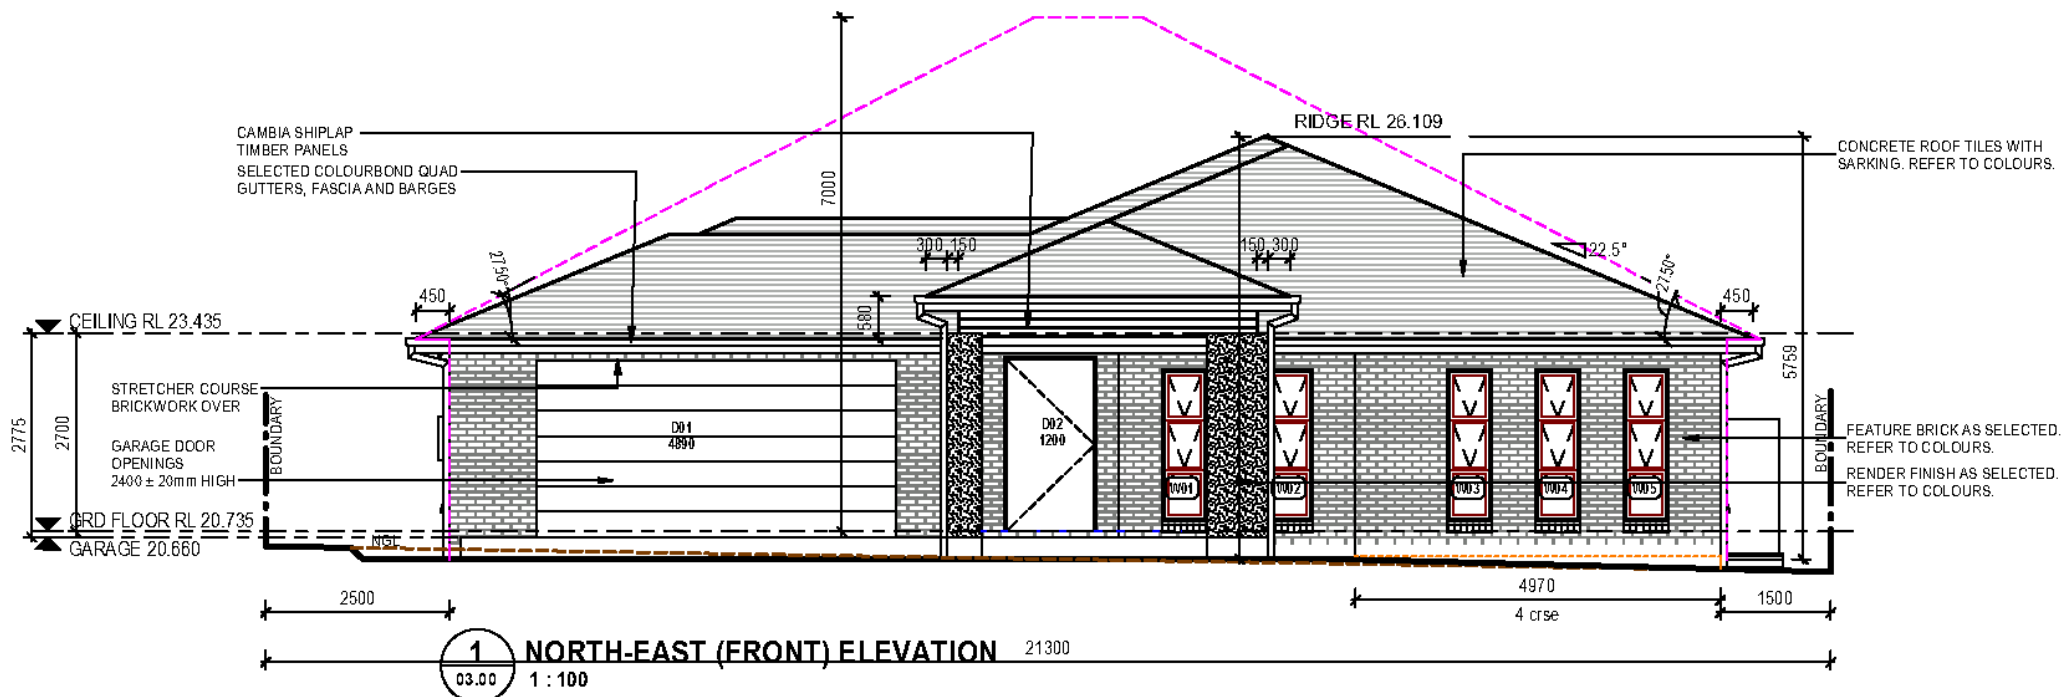 RIDGE RL 26.109
CAMBIA SHIPLAP
TIMBER PANELS
SELECTED COLOURBOND QUAD
GUTTERS, FASCIA AND BARGES
CONCRETE ROOF TILES WITH
SARKING. REFER TO COLOURS.
7000
300 150
150 300
22.5°
27.50°
27.50°
450
450
580
CEILING RL 23.435
5759
STRETCHER COURSE
BRICKWORK OVER
2775
2700
BOUNDARY
GARAGE DOOR
OPENINGS
2400 ± 20mm HIGH
D01
4890
D02
1200
W01
W02
W03
W04
W05
BOUNDARY
FEATURE BRICK AS SELECTED.
REFER TO COLOURS.
RENDER FINISH AS SELECTED.
REFER TO COLOURS.
GRD FLOOR RL 20.735
GARAGE 20.660
NGL
2500
4970
4 crse
1500
1
03.00
NORTH-EAST (FRONT) ELEVATION
1 : 100
21300